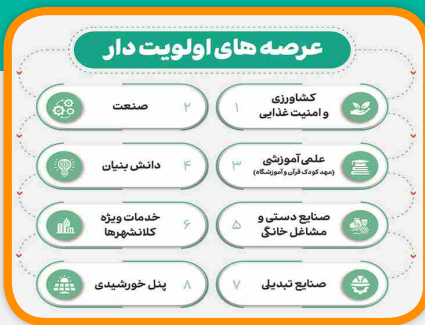 عرصه های اولویت دار
۱ کشاورزی
و امنیت غذایی
۲ صنعت
۳ علمی آموزشی
(مهد کودک قرآن و آموزشگاه)
۴ دانش بنیان
۵ صنایع دستی و
مشاغل خانگی
۶ خدمات ویژه
کلانشهرها
۷ صنایع تبدیلی
۸ پنل خورشیدی